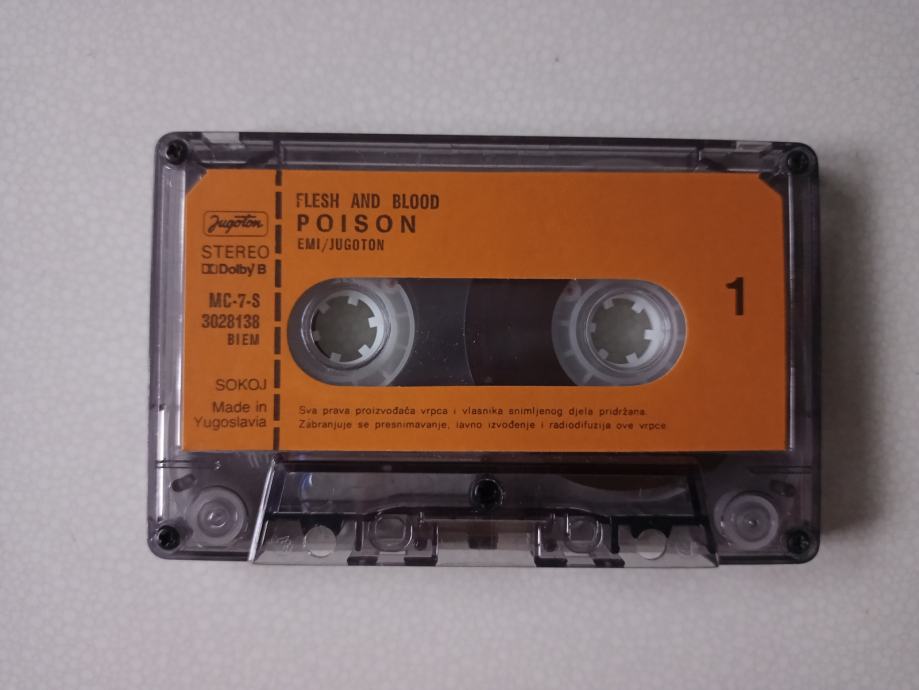 Jugoton
STEREO
Dolby B
MC-7-S
3028138
BIEM
SOKOJ
Made in
Yugoslavia
FLESH AND BLOOD
POISON
EMI/JUGOTON
1
Sva prava proizvođača vrpca i vlasnika snimljenog djela pridržana.
Zabranjuje se presnimavanje, iavno izvođenje i radiodifuzija ove vrpce.